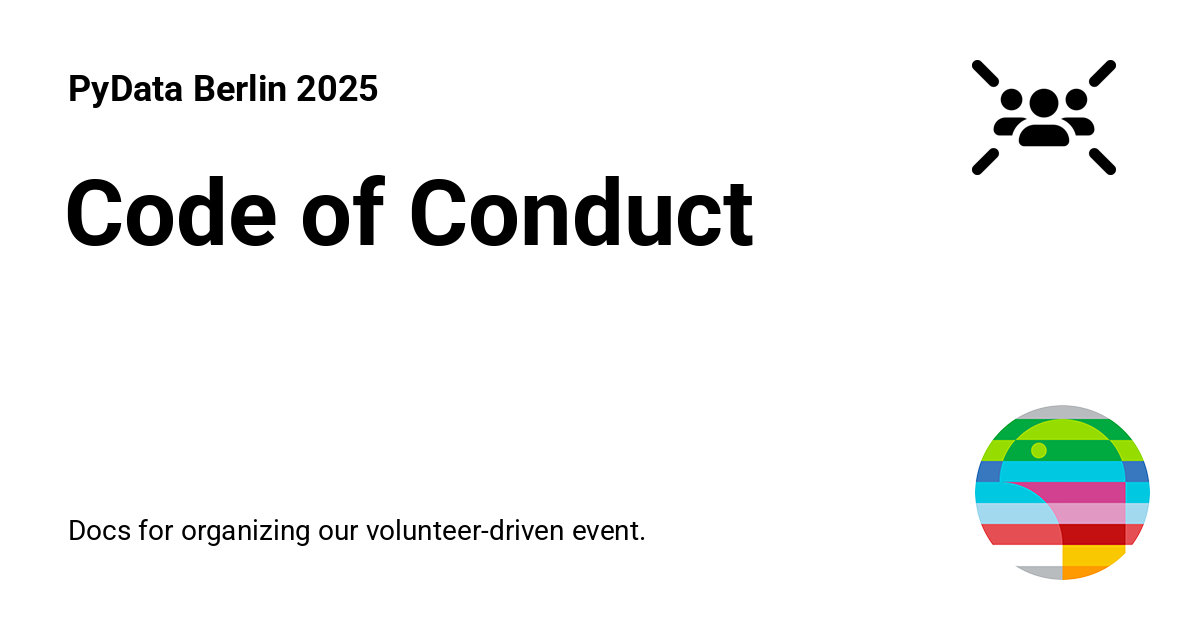 PyData Berlin 2025
Code of Conduct
Docs for organizing our volunteer-driven event.